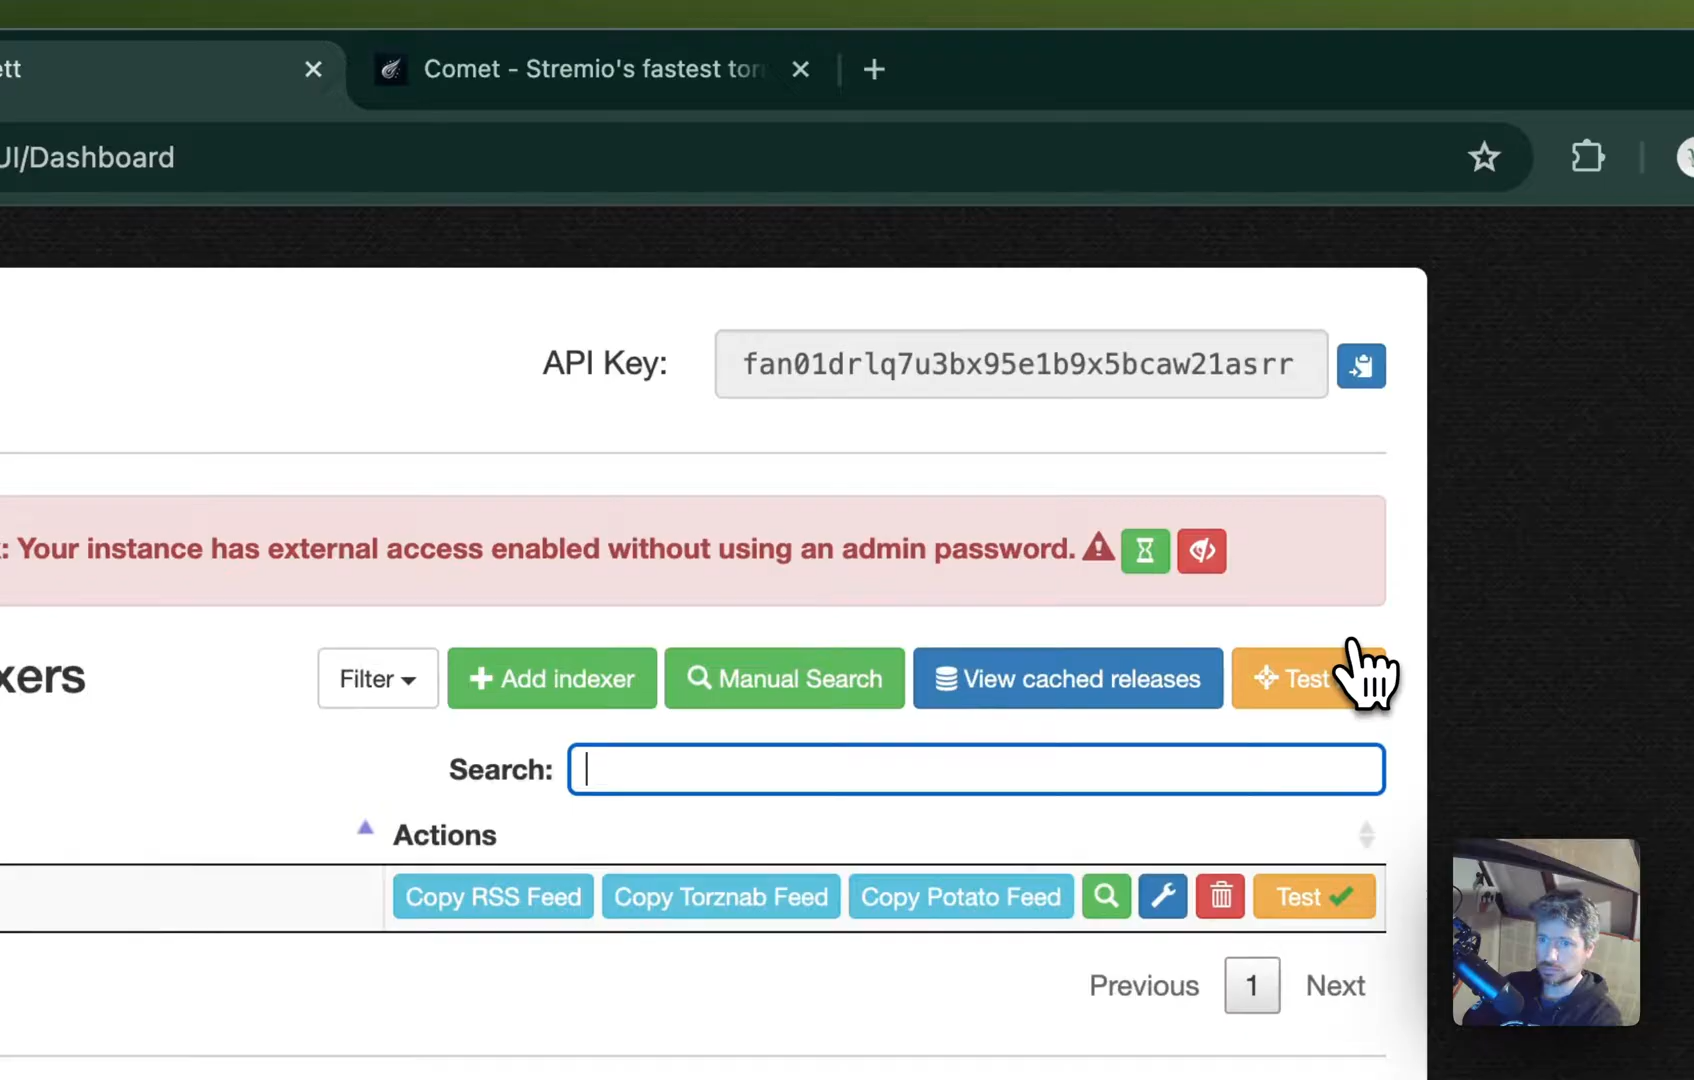 ett
Comet - Stremio's fastest tor
UI/Dashboard
API Key: fan01drlq7u3bx95e1b9x5bcaw21asrr
: Your instance has external access enabled without using an admin password.
xers Filter Add indexer Manual Search View cached releases Test
Search:
Actions
Copy RSS Feed Copy Torznab Feed Copy Potato Feed Test
Previous 1 Next